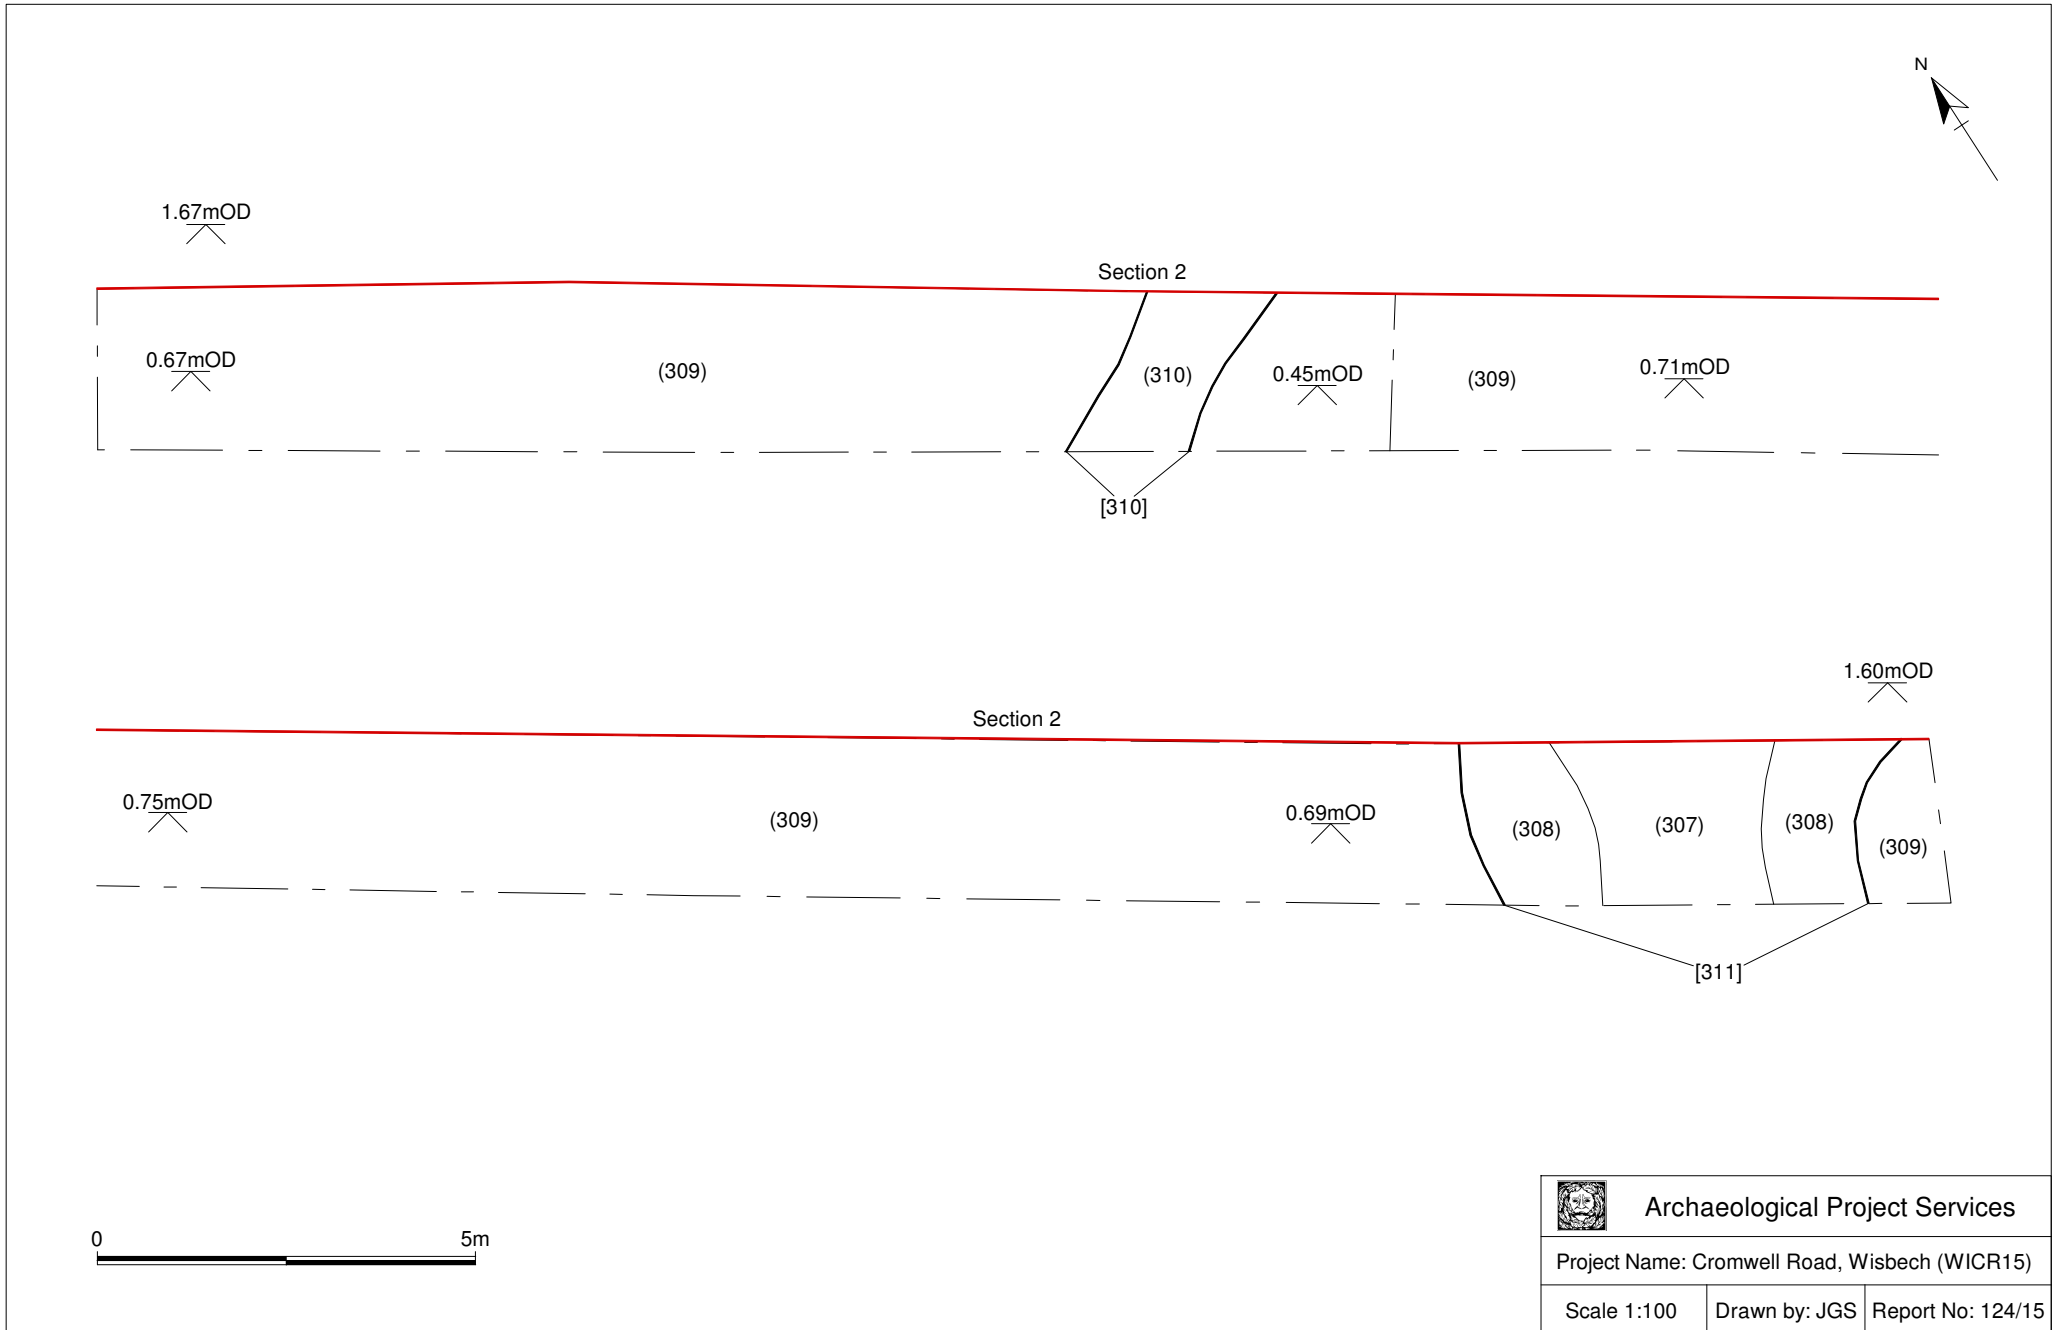 N
1.67mOD
Section 2
0.67mOD
(309)
(310)
0.45mOD
(309)
0.71mOD
[310]
1.60mOD
Section 2
0.75mOD
(309)
0.69mOD
(308)
(307)
(308)
(309)
[311]
0 5m
Archaeological Project Services
Project Name: Cromwell Road, Wisbech (WICR15)
Scale 1:100 Drawn by: JGS Report No: 124/15